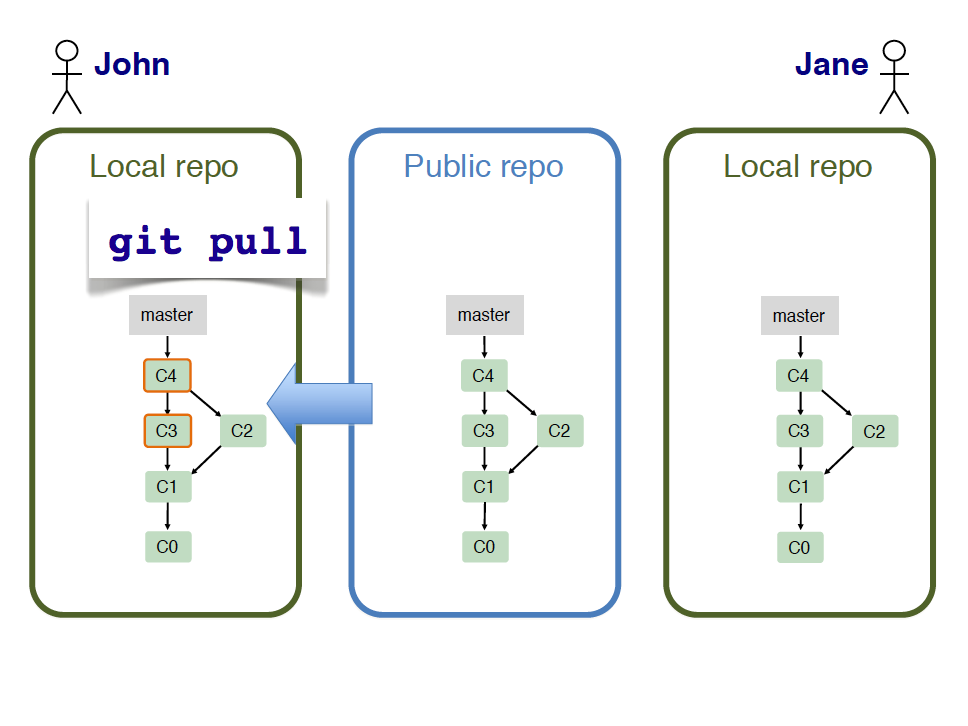 John
Jane
Local repo
Public repo
Local repo
git pull
master
C4
C3
C2
C1
C0
master
C4
C3
C2
C1
C0
master
C4
C3
C2
C1
C0